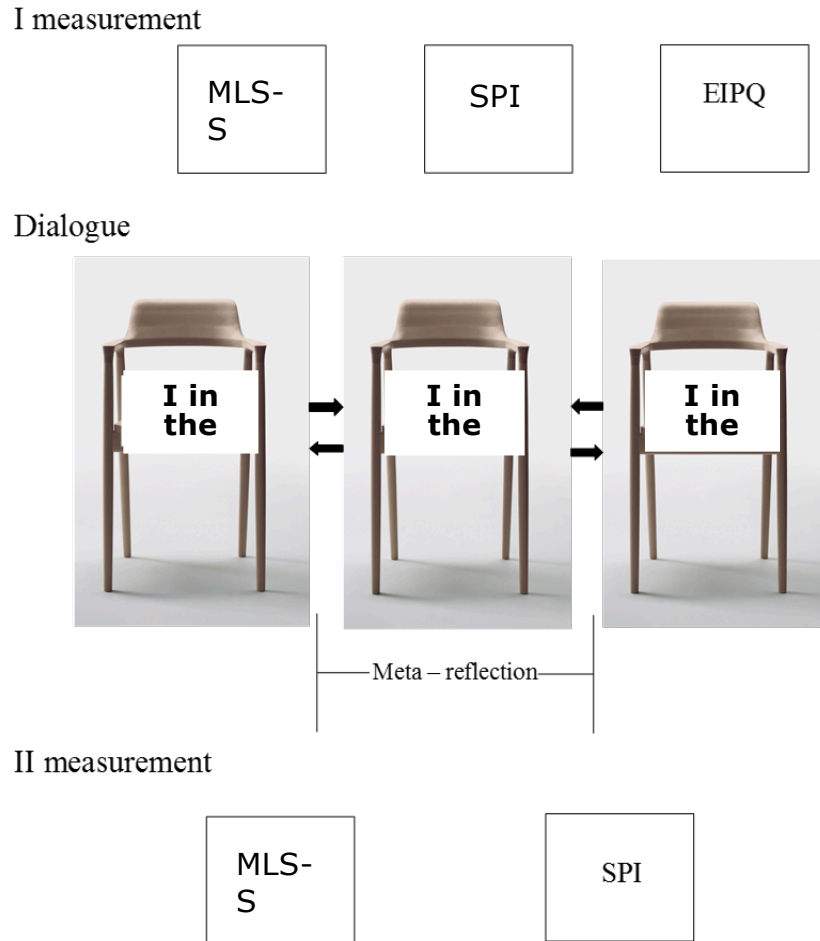 I measurement
MLS-
S
SPI
EIPQ
Dialogue
I in
the
I in
the
I in
the
Meta – reflection
II measurement
MLS-
S
SPI